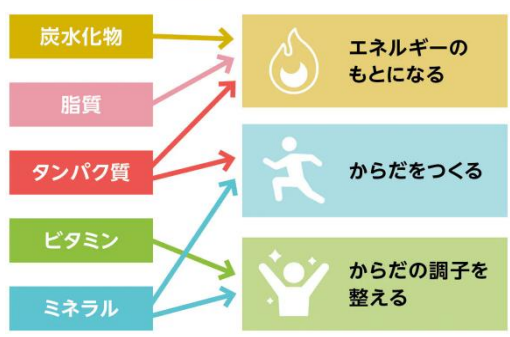 炭水化物
脂質
タンパク質
ビタミン
ミネラル
エネルギーの
もとになる
からだをつくる
からだの調子を
整える